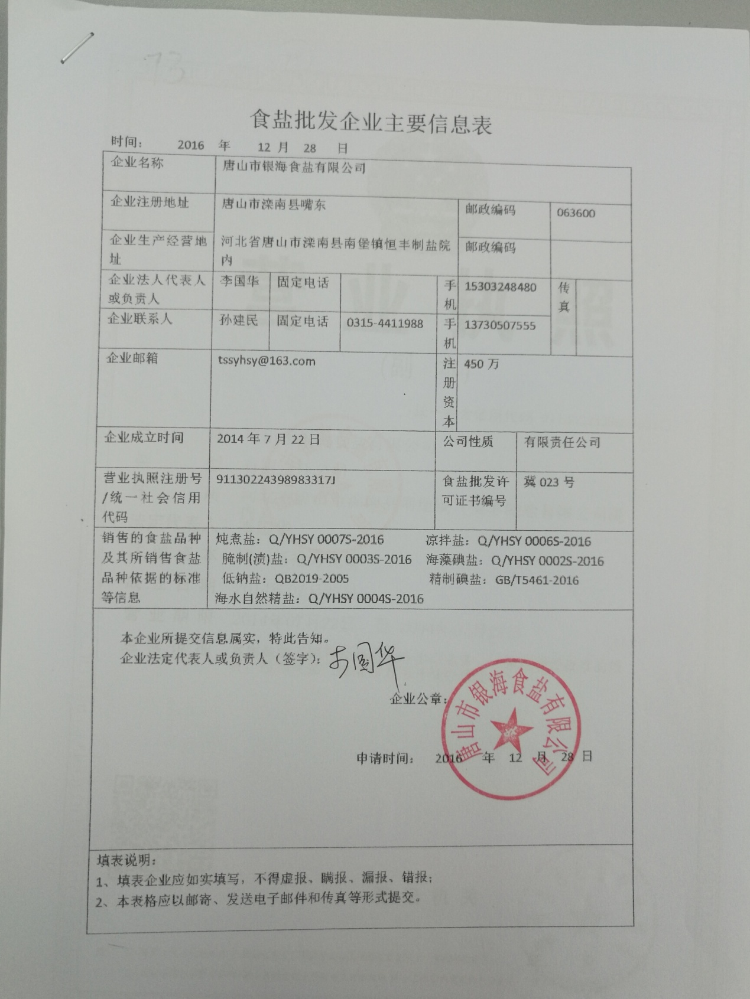 食盐批发企业主要信息表
时间： 2016 年 12 月 28 日
企业名称 唐山市银海食盐有限公司
企业注册地址 唐山市滦南县嘴东 邮政编码 063600
企业生产经营地址 河北省唐山市滦南县南堡镇恒丰制盐院内 邮政编码
企业法人代表人或负责人 李国华 固定电话 手机 15303248480 传真
企业联系人 孙建民 固定电话 0315-4411988 手机 13730507555
企业邮箱 tssyhsy@163.com 注册资本 450 万
企业成立时间 2014 年 7 月 22 日 公司性质 有限责任公司
营业执照注册号/统一社会信用代码 91130224398983317J 食盐批发许可证书编号 冀 023 号
销售的食盐品种及其所销售食盐品种依据的标准等信息
炖煮盐：Q/YHSY 0007S-2016 凉拌盐：Q/YHSY 0006S-2016
腌制(渍)盐：Q/YHSY 0003S-2016 海藻碘盐：Q/YHSY 0002S-2016
低钠盐：QB2019-2005 精制碘盐：GB/T5461-2016
海水自然精盐：Q/YHSY 0004S-2016
本企业所提交信息属实，特此告知。
企业法定代表人或负责人（签字）：李国华
企业公章：
唐山市银海食盐有限公司
申请时间： 2016 年 12 月 28 日
填表说明：
1、填表企业应如实填写，不得虚报、瞒报、漏报、错报；
2、本表格应以邮寄、发送电子邮件和传真等形式提交。